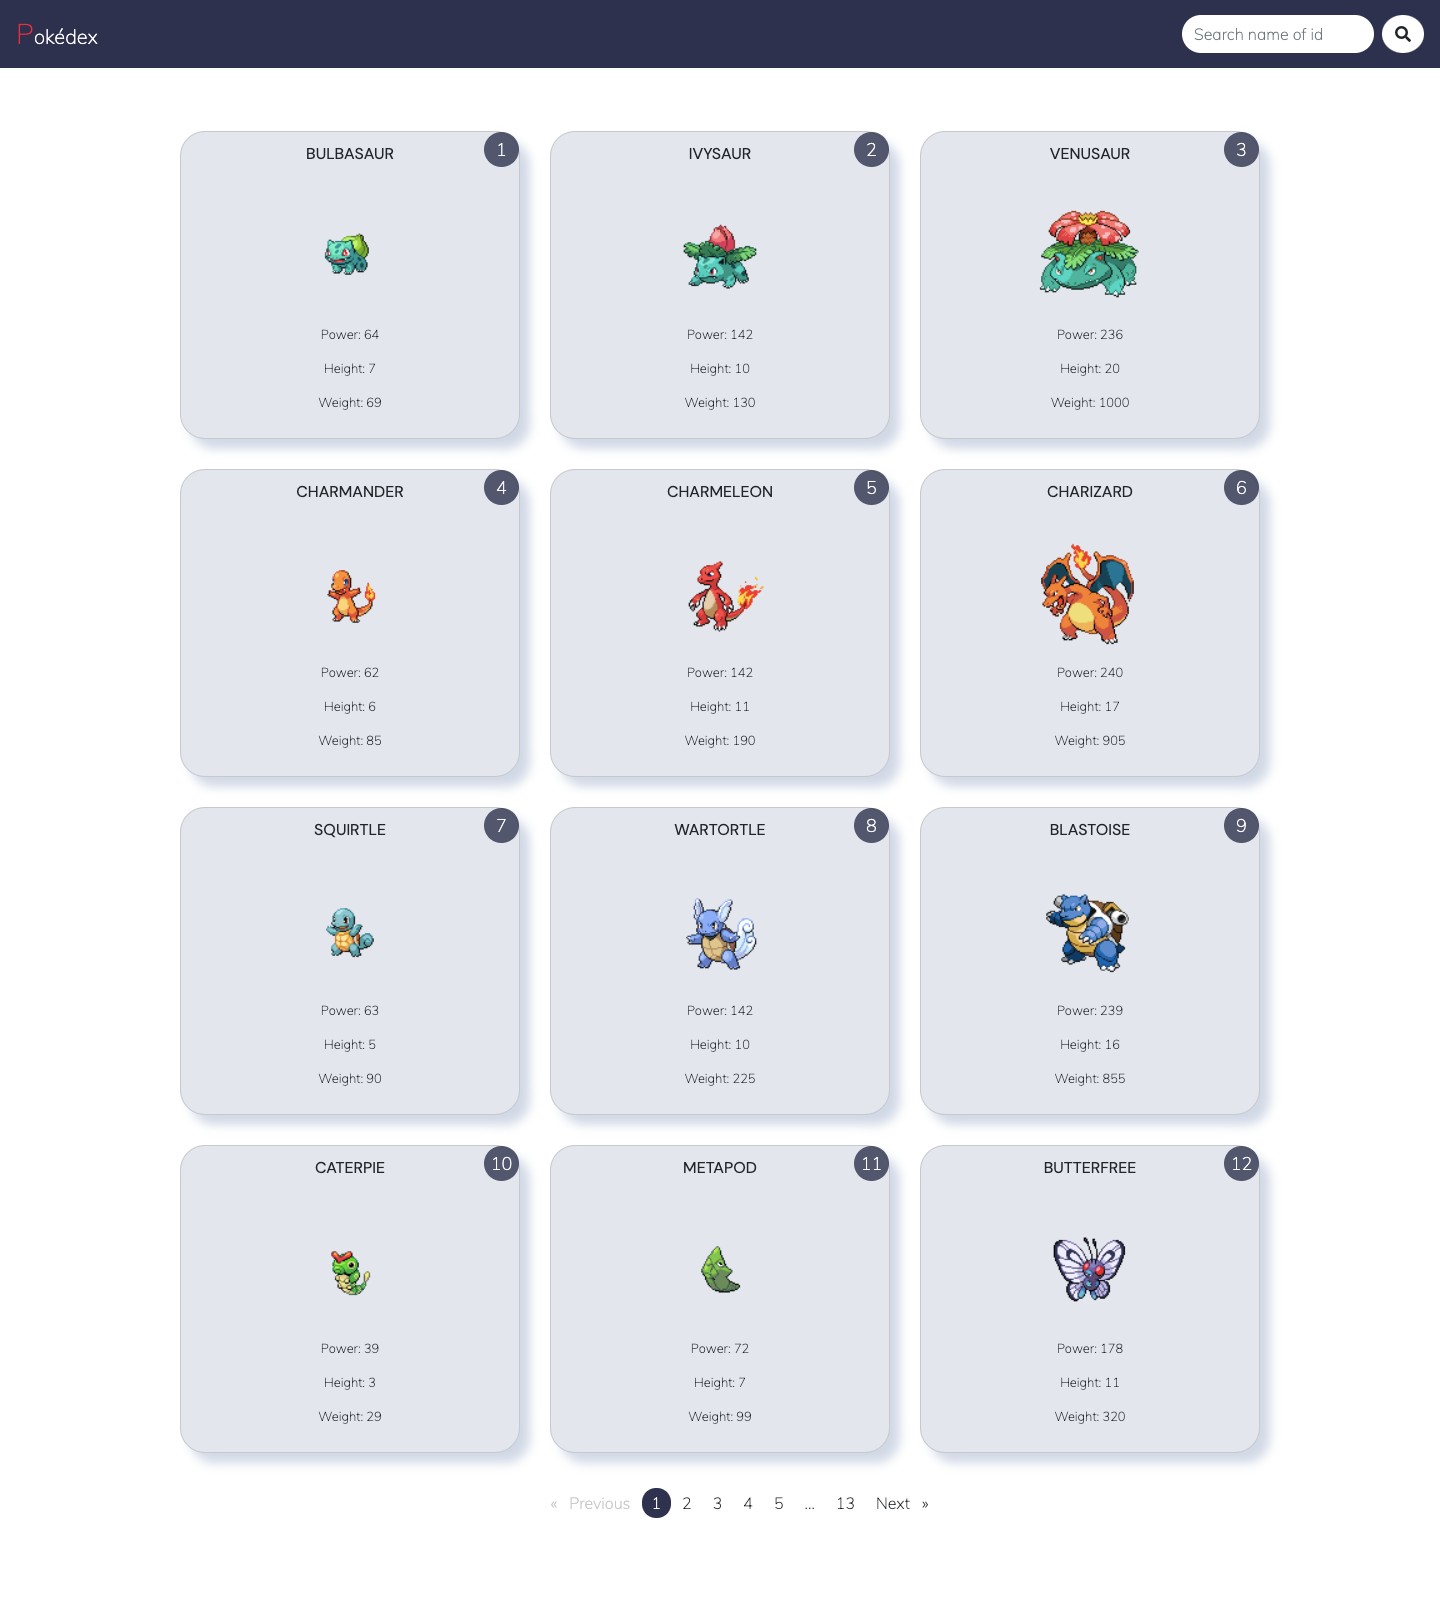 Pokédex
Search name of id
BULBASAUR
1
Power: 64
Height: 7
Weight: 69
IVYSAUR
2
Power: 142
Height: 10
Weight: 130
VENUSAUR
3
Power: 236
Height: 20
Weight: 1000
CHARMANDER
4
Power: 62
Height: 6
Weight: 85
CHARMELEON
5
Power: 142
Height: 11
Weight: 190
CHARIZARD
6
Power: 240
Height: 17
Weight: 905
SQUIRTLE
7
Power: 63
Height: 5
Weight: 90
WARTORTLE
8
Power: 142
Height: 10
Weight: 225
BLASTOISE
9
Power: 239
Height: 16
Weight: 855
CATERPIE
10
Power: 39
Height: 3
Weight: 29
METAPOD
11
Power: 72
Height: 7
Weight: 99
BUTTERFREE
12
Power: 178
Height: 11
Weight: 320
« Previous 1 2 3 4 5 ... 13 Next »